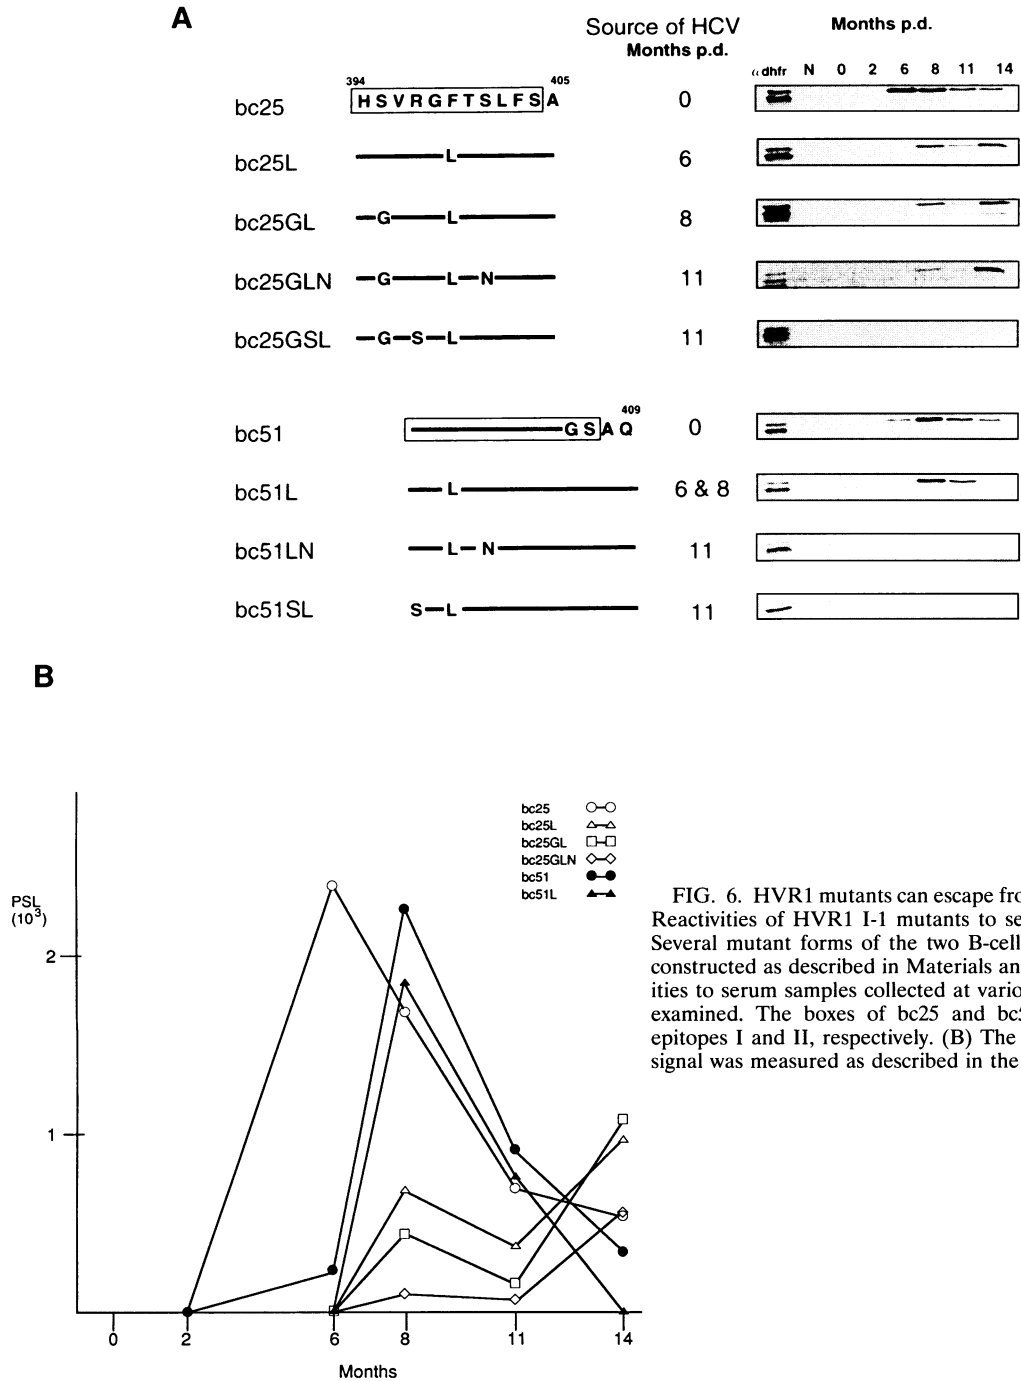 A
Source of HCV
Months p.d.
Months p.d.
αdhfr N 0 2 6 8 11 14
394 405
bc25 HSVRGFTSLFSA 0
bc25L L 6
bc25GL G L 8
bc25GLN G L N 11
bc25GSL G S L 11
409
bc51 GSAQ 0
bc51L L 6 & 8
bc51LN L N 11
bc51SL S L 11
B
PSL
(10³)
2
1
0 2 6 8 11 14
Months
bc25
bc25L
bc25GL
bc25GLN
bc51
bc51L
FIG. 6. HVR1 mutants can escape fro
Reactivities of HVR1 I-1 mutants to se
Several mutant forms of the two B-cell
constructed as described in Materials an
ities to serum samples collected at vario
examined. The boxes of bc25 and bc5
epitopes I and II, respectively. (B) The
signal was measured as described in the